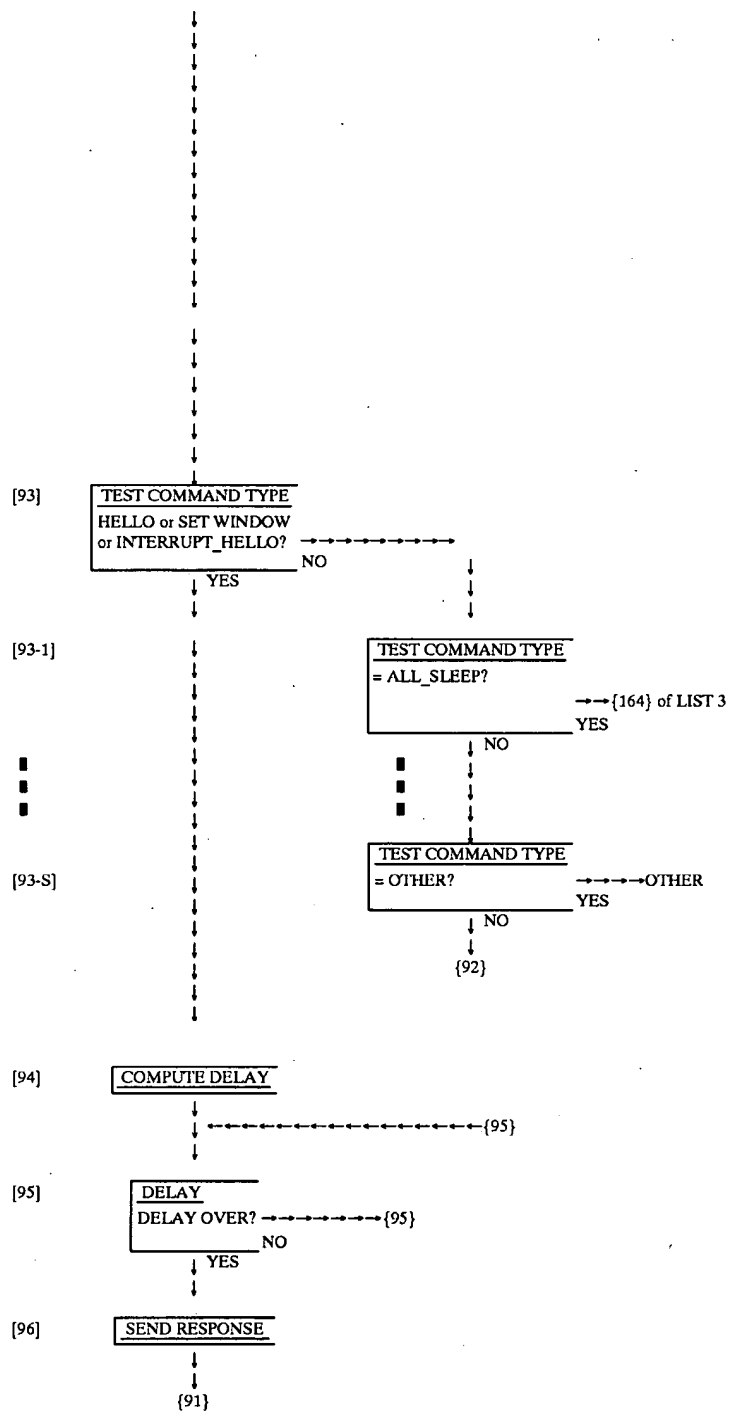 [93] TEST COMMAND TYPE
HELLO or SET WINDOW
or INTERRUPT_HELLO?
NO
YES
[93-1] TEST COMMAND TYPE
= ALL_SLEEP?
{164} of LIST 3
YES
NO
TEST COMMAND TYPE
[93-S] = OTHER? OTHER
YES
NO
{92}
[94] COMPUTE DELAY
{95}
[95] DELAY
DELAY OVER? {95}
NO
YES
[96] SEND RESPONSE
{91}